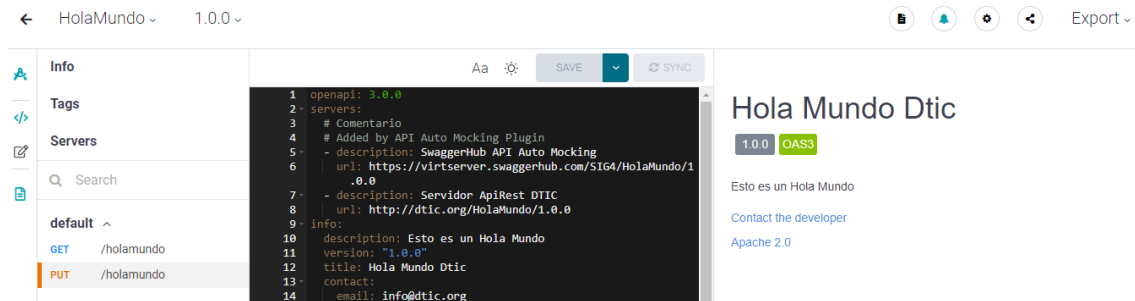 HolaMundo
1.0.0
Export
Info
Tags
Servers
Search
default
GET /holamundo
PUT /holamundo
Aa
SAVE
SYNC
1 openapi: 3.0.0
2 servers:
3 # Comentario
4 # Added by API Auto Mocking Plugin
5 - description: SwaggerHub API Auto Mocking
6 url: https://virtserver.swaggerhub.com/SIG4/HolaMundo/1
.0.0
7 - description: Servidor ApiRest DTIC
8 url: http://dtic.org/HolaMundo/1.0.0
9 info:
10 description: Esto es un Hola Mundo
11 version: "1.0.0"
12 title: Hola Mundo Dtic
13 contact:
14 email: info@dtic.org
Hola Mundo Dtic
1.0.0 OAS3
Esto es un Hola Mundo
Contact the developer
Apache 2.0